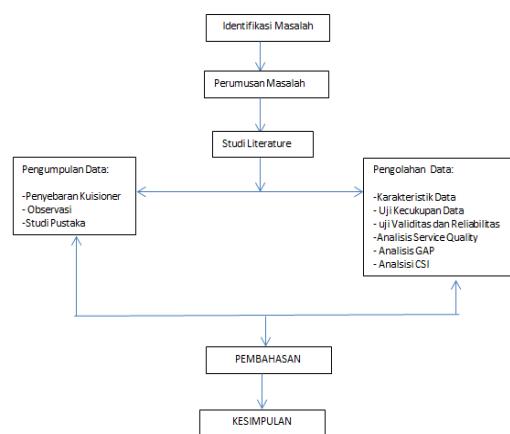 Identifikasi Masalah
Perumusan Masalah
Studi Literature
Pengumpulan Data:
-Penyebaran Kuisioner
- Observasi
- Studi Pustaka
Pengolahan Data:
-Karakteristik Data
- Uji Kecukupan Data
- uji Validitas dan Reliabilitas
-Analisis Service Quality
- Analisis GAP
- Analsisi CSI
PEMBAHASAN
KESIMPULAN